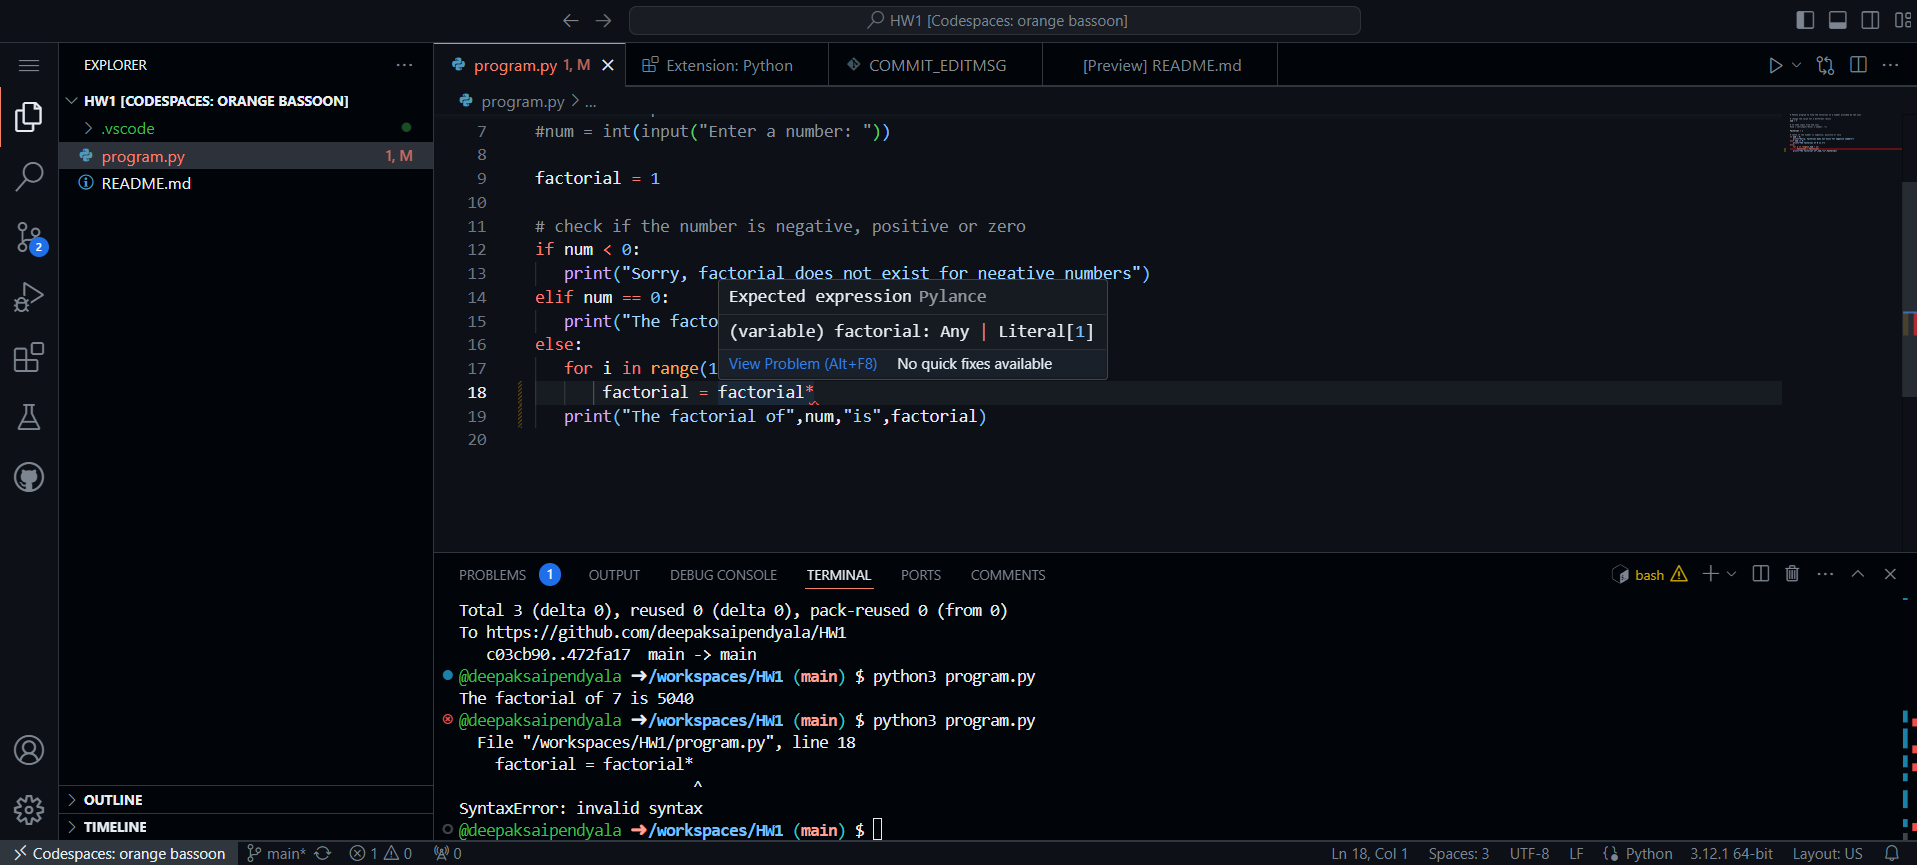 HW1 [Codespaces: orange bassoon]
EXPLORER
HW1 [CODESPACES: ORANGE BASSOON]
.vscode
program.py 1, M
README.md
OUTLINE
TIMELINE
program.py 1, M
Extension: Python
COMMIT_EDITMSG
[Preview] README.md
program.py > ...
7 #num = int(input("Enter a number: "))
8
9 factorial = 1
10
11 # check if the number is negative, positive or zero
12 if num < 0:
13 print("Sorry, factorial does not exist for negative numbers")
14 elif num == 0:
15 print("The facto
16 else:
17 for i in range(1
18 factorial = factorial*
19 print("The factorial of",num,"is",factorial)
20
Expected expression Pylance
(variable) factorial: Any | Literal[1]
View Problem (Alt+F8) No quick fixes available
PROBLEMS 1 OUTPUT DEBUG CONSOLE TERMINAL PORTS COMMENTS
bash
Total 3 (delta 0), reused 0 (delta 0), pack-reused 0 (from 0)
To https://github.com/deepaksaipendyala/HW1
c03cb90..472fa17 main -> main
@deepaksaipendyala ➜/workspaces/HW1 (main) $ python3 program.py
The factorial of 7 is 5040
@deepaksaipendyala ➜/workspaces/HW1 (main) $ python3 program.py
File "/workspaces/HW1/program.py", line 18
factorial = factorial*
^
SyntaxError: invalid syntax
@deepaksaipendyala ➜/workspaces/HW1 (main) $
2
Codespaces: orange bassoon main* 1 0 0
Ln 18, Col 1 Spaces: 3 UTF-8 LF Python 3.12.1 64-bit Layout: US